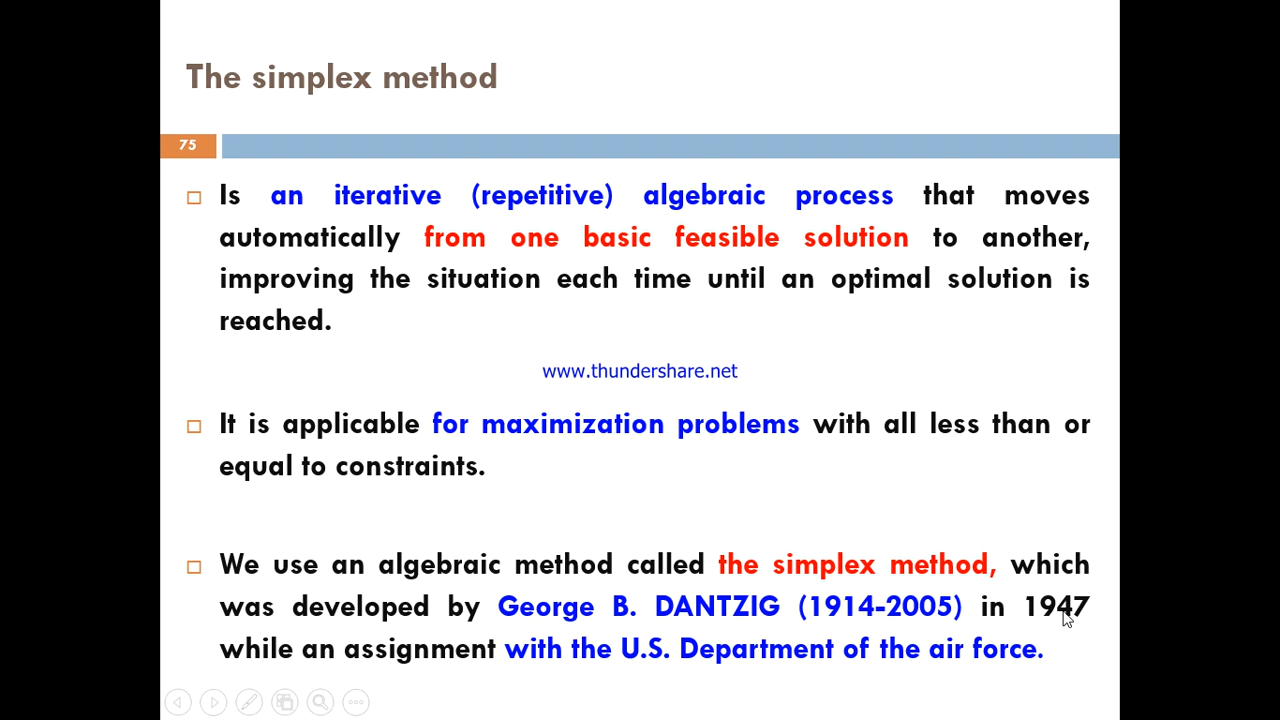 The simplex method
75
Is an iterative (repetitive) algebraic process that moves
automatically from one basic feasible solution to another,
improving the situation each time until an optimal solution is
reached.
www.thundershare.net
It is applicable for maximization problems with all less than or
equal to constraints.
We use an algebraic method called the simplex method, which
was developed by George B. DANTZIG (1914-2005) in 1947
while an assignment with the U.S. Department of the air force.